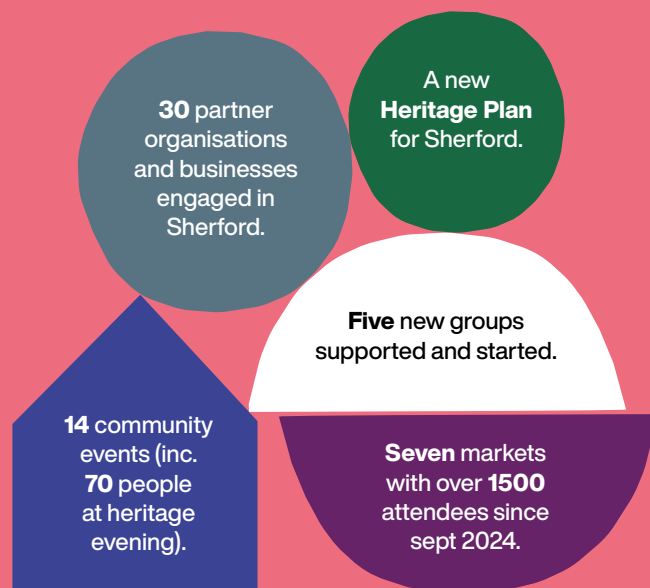 30 partner
organisations
and businesses
engaged in
Sherford.
A new
Heritage Plan
for Sherford.
Five new groups
supported and started.
14 community
events (inc.
70 people
at heritage
evening).
Seven markets
with over 1500
attendees since
sept 2024.